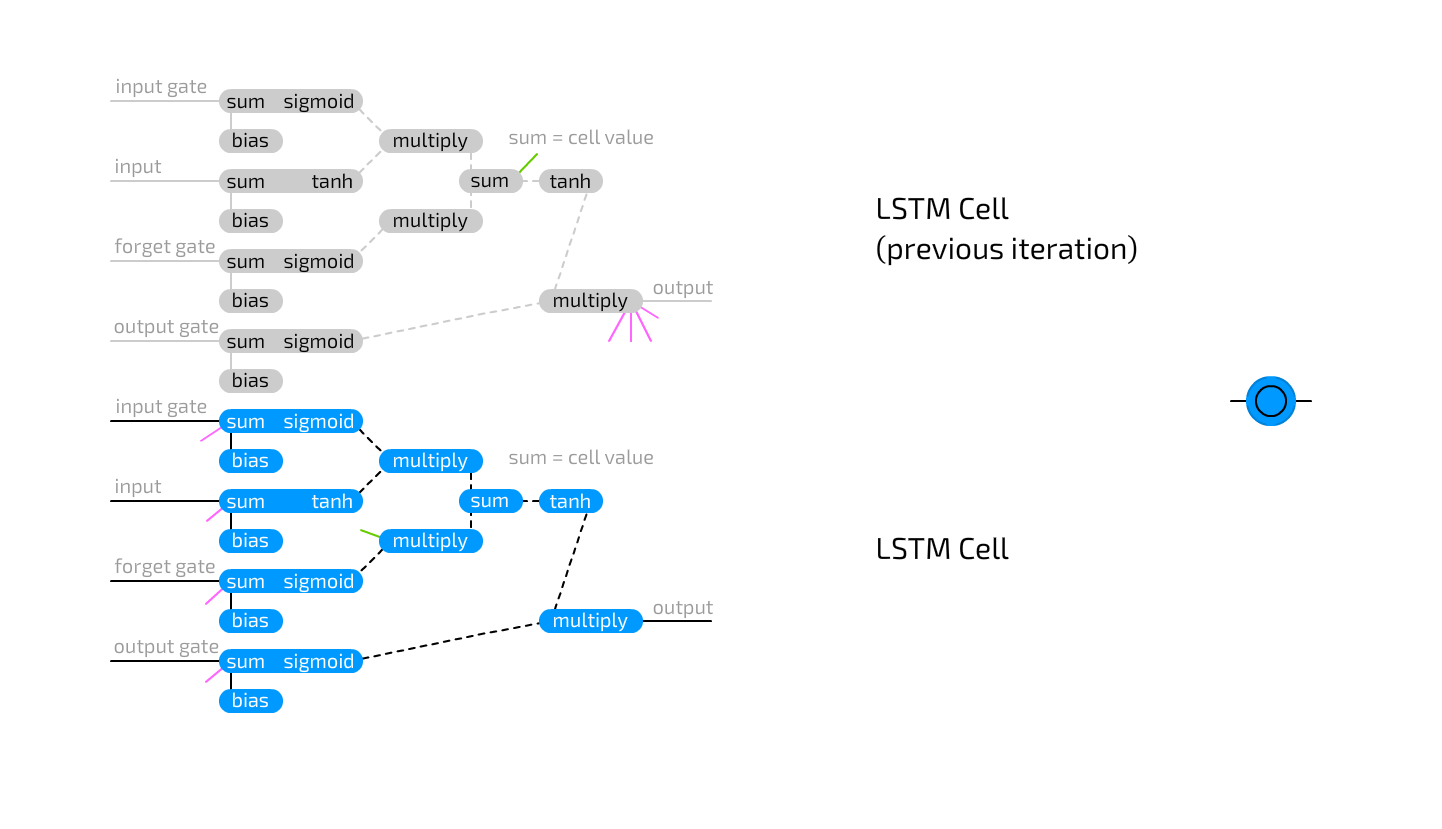 input gate
sum sigmoid
bias
multiply
sum = cell value
input
sum tanh
sum
tanh
bias
multiply
forget gate
sum sigmoid
bias
multiply
output
output gate
sum sigmoid
bias
LSTM Cell
(previous iteration)
input gate
sum sigmoid
bias
multiply
sum = cell value
input
sum tanh
sum
tanh
bias
multiply
forget gate
sum sigmoid
bias
multiply
output
output gate
sum sigmoid
bias
LSTM Cell